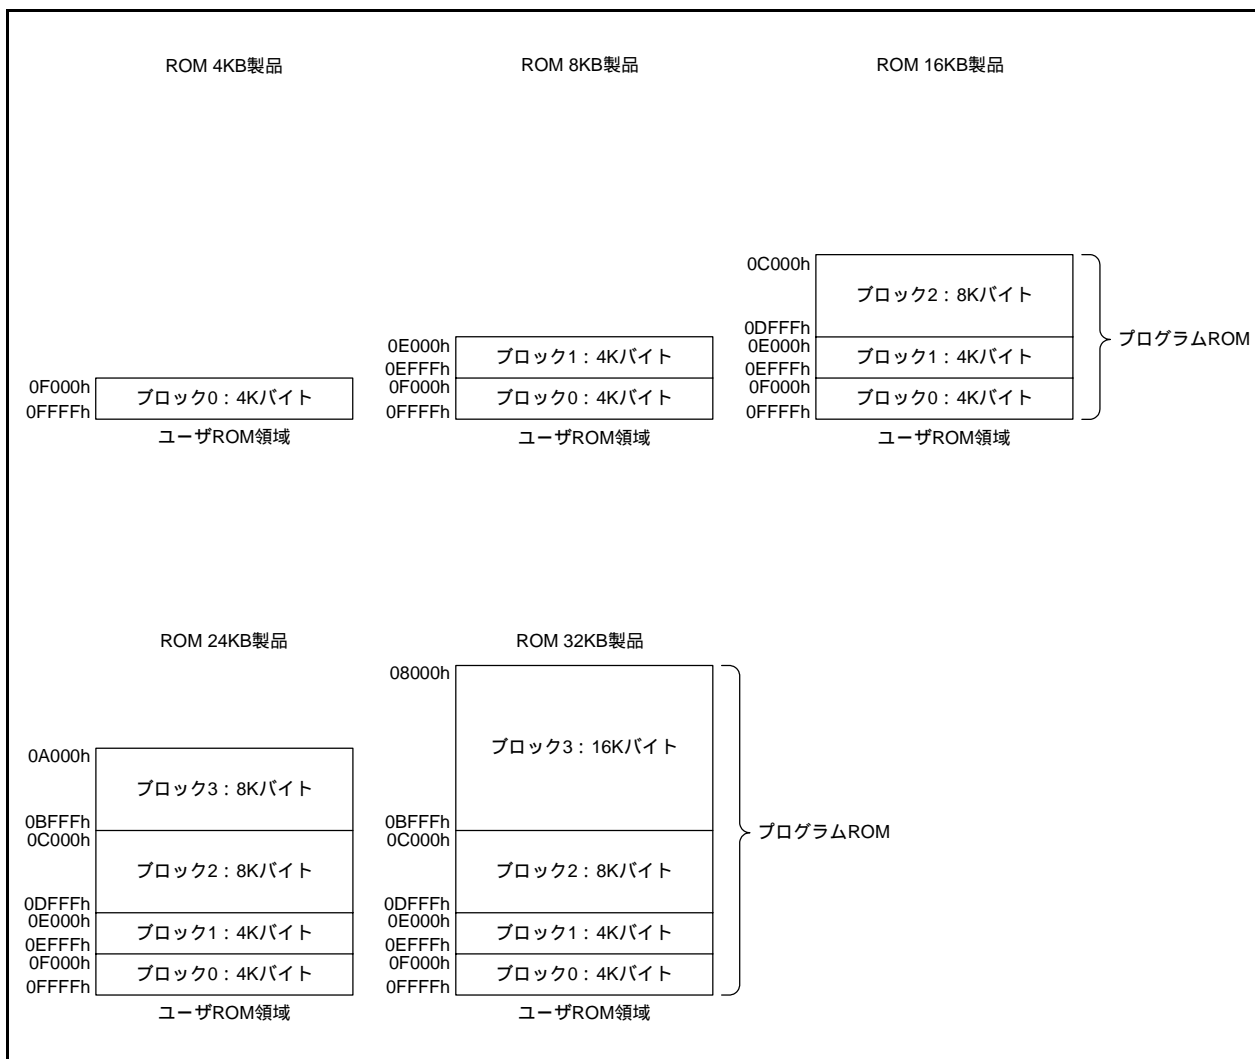 ROM 4KB製品
ROM 8KB製品
ROM 16KB製品
0F000h
0FFFFh
ブロック0：4Kバイト
ユーザROM領域
0E000h
0EFFFh
0F000h
0FFFFh
ブロック1：4Kバイト
ブロック0：4Kバイト
ユーザROM領域
0C000h
0DFFFh
0E000h
0EFFFh
0F000h
0FFFFh
ブロック2：8Kバイト
ブロック1：4Kバイト
ブロック0：4Kバイト
ユーザROM領域
プログラムROM
ROM 24KB製品
ROM 32KB製品
0A000h
0BFFFh
0C000h
0DFFFh
0E000h
0EFFFh
0F000h
0FFFFh
ブロック3：8Kバイト
ブロック2：8Kバイト
ブロック1：4Kバイト
ブロック0：4Kバイト
ユーザROM領域
08000h
0BFFFh
0C000h
0DFFFh
0E000h
0EFFFh
0F000h
0FFFFh
ブロック3：16Kバイト
ブロック2：8Kバイト
ブロック1：4Kバイト
ブロック0：4Kバイト
ユーザROM領域
プログラムROM